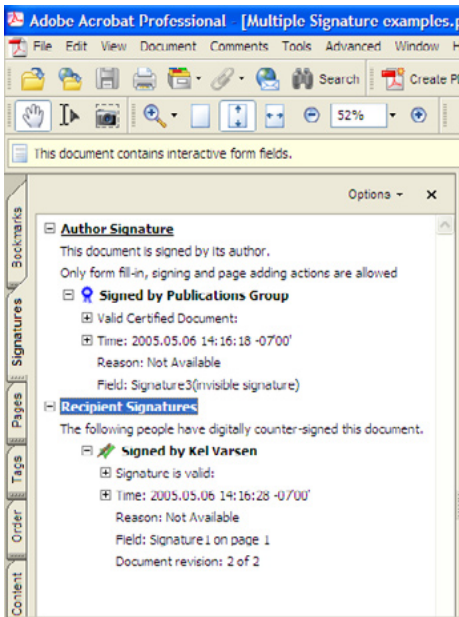 Adobe Acrobat Professional - [Multiple Signature examples.p
File Edit View Document Comments Tools Advanced Window H
Search Create P
52%
This document contains interactive form fields.
Options
Bookmarks
Signatures
Pages
Tags
Order
Content
Author Signature
This document is signed by its author.
Only form fill-in, signing and page adding actions are allowed
Signed by Publications Group
Valid Certified Document:
Time: 2005.05.06 14:16:18 -07'00'
Reason: Not Available
Field: Signature3(invisible signature)
Recipient Signatures
The following people have digitally counter-signed this document.
Signed by Kel Varsen
Signature is valid:
Time: 2005.05.06 14:16:28 -07'00'
Reason: Not Available
Field: Signature1 on page 1
Document revision: 2 of 2